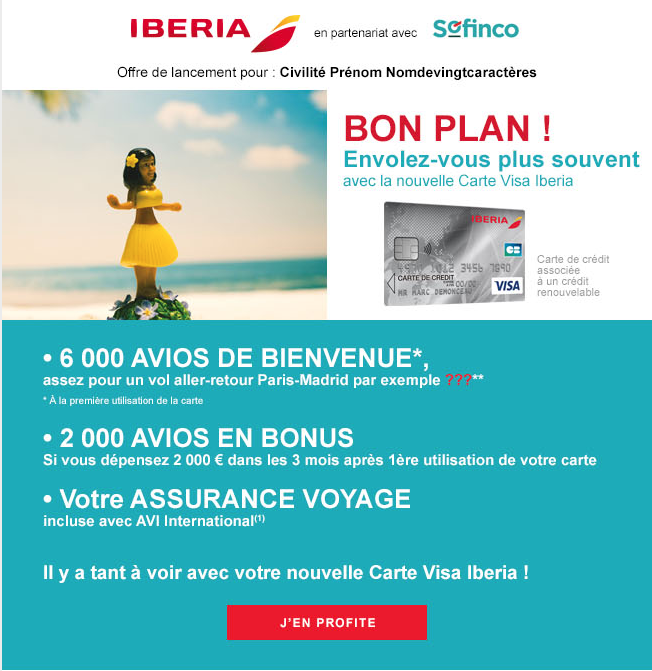 IBERIA en partenariat avec Sofinco
Offre de lancement pour : Civilité Prénom Nomdevingtcaractères
BON PLAN !
Envolez-vous plus souvent
avec la nouvelle Carte Visa Iberia
IBERIA
CB
3456 7890
CARTE DE CREDIT
00/00
VISA
MR MARC DEMONCEAU
Carte de crédit
associée
à un crédit
renouvelable
• 6 000 AVIOS DE BIENVENUE*,
assez pour un vol aller-retour Paris-Madrid par exemple ???**
* À la première utilisation de la carte
• 2 000 AVIOS EN BONUS
Si vous dépensez 2 000 € dans les 3 mois après 1ère utilisation de votre carte
• Votre ASSURANCE VOYAGE
incluse avec AVI International(1)
Il y a tant à voir avec votre nouvelle Carte Visa Iberia !
J'EN PROFITE